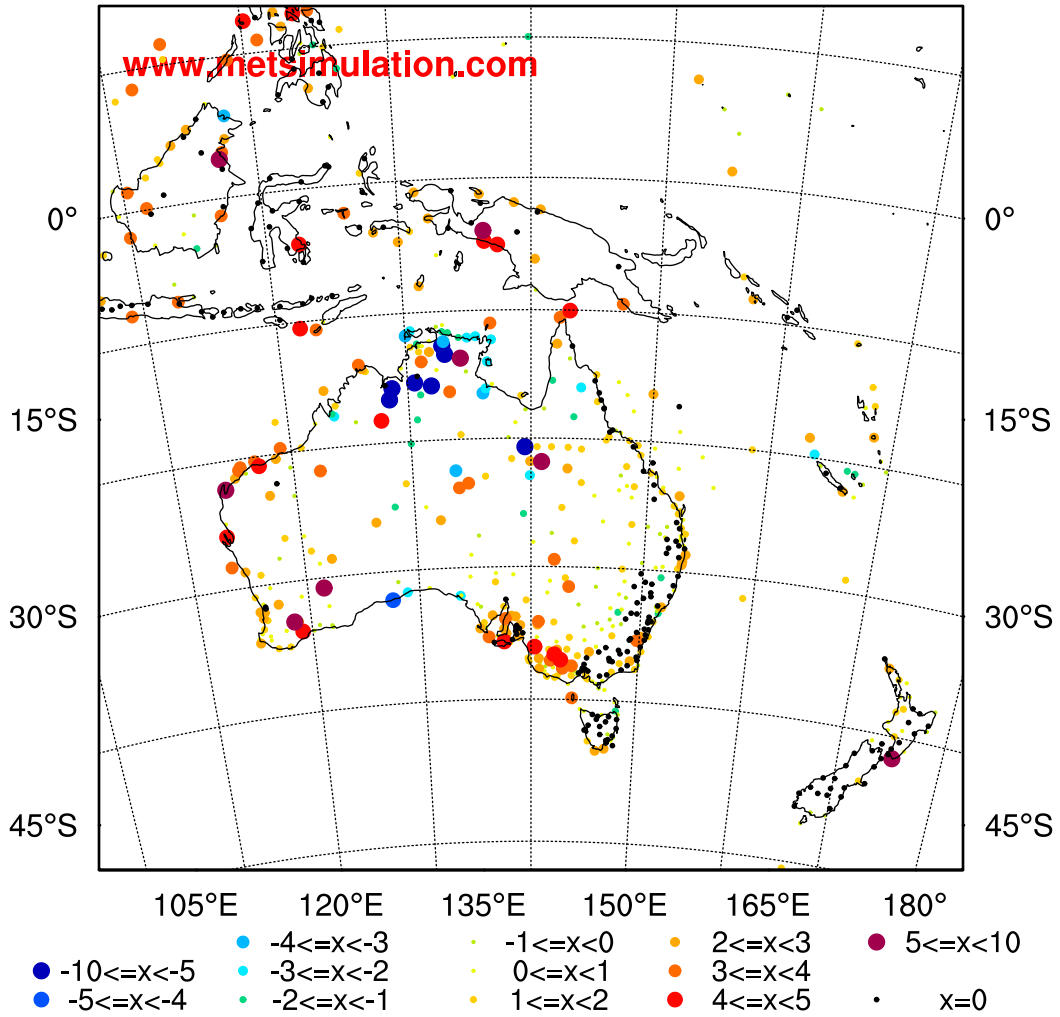 www.metsimulation.com
0° 0°
15°S 15°S
30°S 30°S
45°S 45°S
105°E 120°E 135°E 150°E 165°E 180°
-4<=x<-3 -1<=x<0 2<=x<3 5<=x<10
-10<=x<-5 -3<=x<-2 0<=x<1 3<=x<4
-5<=x<-4 -2<=x<-1 1<=x<2 4<=x<5 x=0